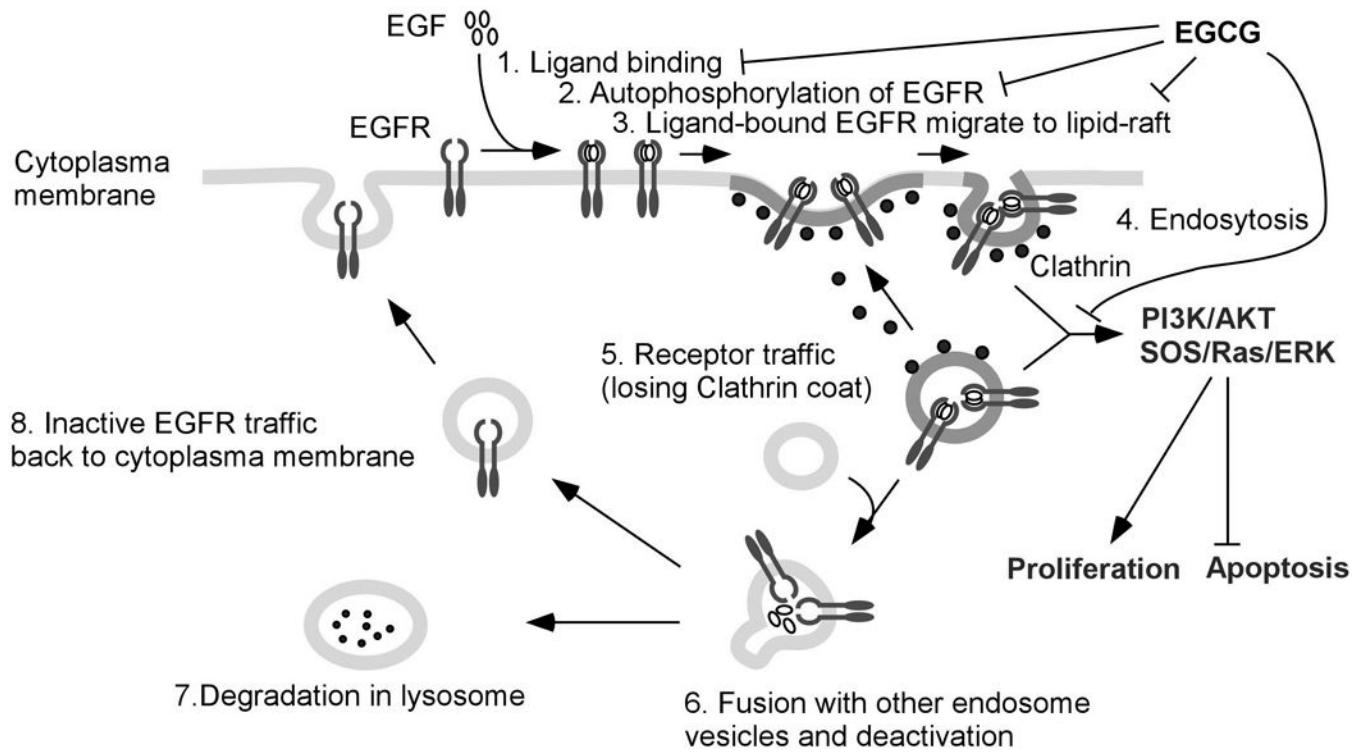 EGF
EGCG
1. Ligand binding
2. Autophosphorylation of EGFR
3. Ligand-bound EGFR migrate to lipid-raft
EGFR
Cytoplasma
membrane
4. Endosytosis
Clathrin
PI3K/AKT
SOS/Ras/ERK
5. Receptor traffic
(losing Clathrin coat)
8. Inactive EGFR traffic
back to cytoplasma membrane
Proliferation
Apoptosis
7.Degradation in lysosome
6. Fusion with other endosome
vesicles and deactivation